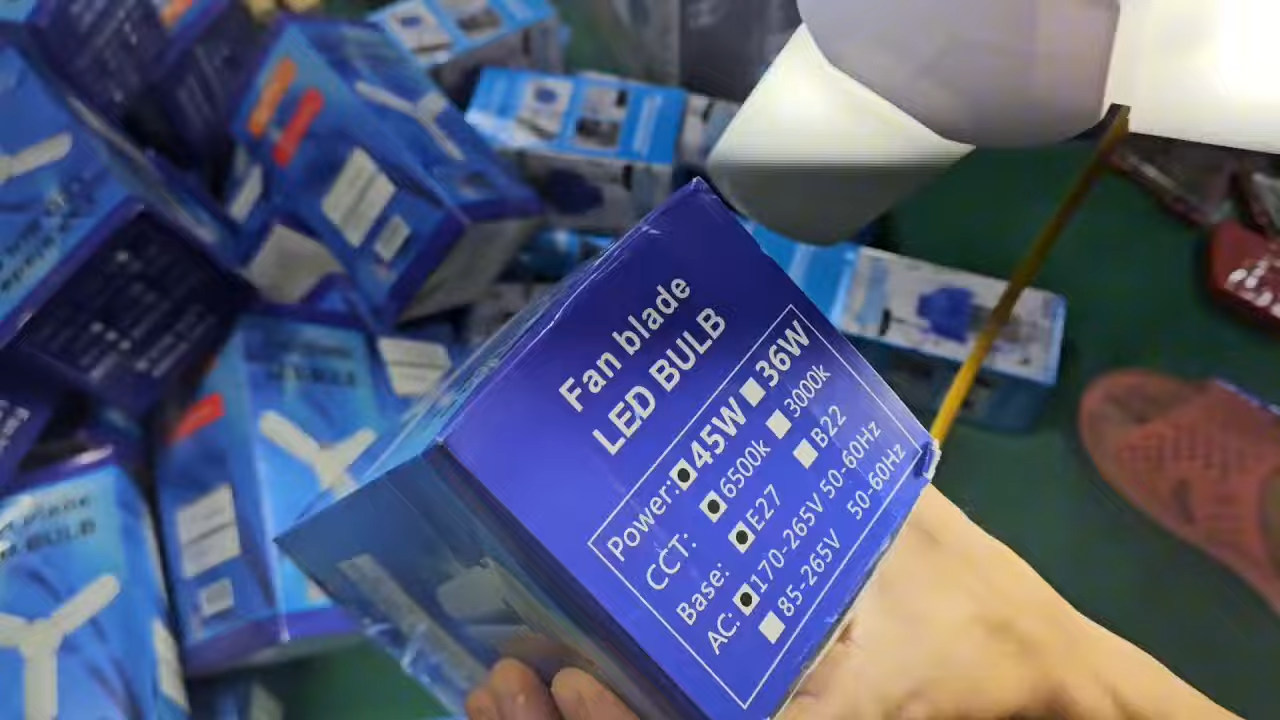 Fan blade
LED BULB
Power: 45W 36W
CCT: 6500k 3000k
Base: E27 B22
AC: 170-265V 50-60Hz
85-265V 50-60Hz